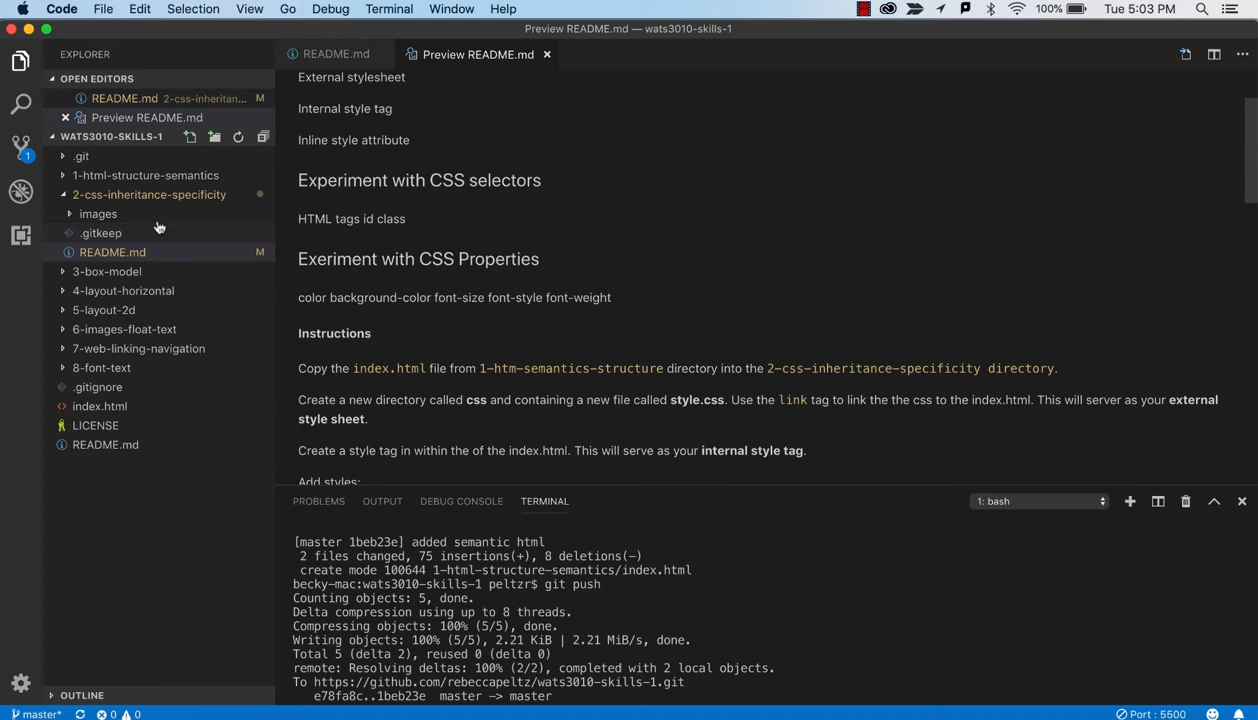 Code File Edit Selection View Go Debug Terminal Window Help 100% Tue 5:03 PM
Preview README.md — wats3010-skills-1
EXPLORER
README.md
Preview README.md ×
OPEN EDITORS
README.md 2-css-inheritan... M
Preview README.md
WATS3010-SKILLS-1
.git
1-html-structure-semantics
2-css-inheritance-specificity
images
.gitkeep
README.md M
3-box-model
4-layout-horizontal
5-layout-2d
6-images-float-text
7-web-linking-navigation
8-font-text
.gitignore
index.html
LICENSE
README.md
OUTLINE
1
External stylesheet
Internal style tag
Inline style attribute
Experiment with CSS selectors
HTML tags id class
Exeriment with CSS Properties
color background-color font-size font-style font-weight
Instructions
Copy the index.html file from 1-htm-semantics-structure directory into the 2-css-inheritance-specificity directory.
Create a new directory called css and containing a new file called style.css. Use the link tag to link the the css to the index.html. This will server as your external
style sheet.
Create a style tag in within the of the index.html. This will serve as your internal style tag.
Add styles:
PROBLEMS OUTPUT DEBUG CONSOLE TERMINAL 1: bash
[master 1beb23e] added semantic html
2 files changed, 75 insertions(+), 8 deletions(-)
create mode 100644 1-html-structure-semantics/index.html
becky-mac:wats3010-skills-1 peltzr$ git push
Counting objects: 5, done.
Delta compression using up to 8 threads.
Compressing objects: 100% (5/5), done.
Writing objects: 100% (5/5), 2.21 KiB | 2.21 MiB/s, done.
Total 5 (delta 2), reused 0 (delta 0)
remote: Resolving deltas: 100% (2/2), completed with 2 local objects.
To https://github.com/rebeccapeltz/wats3010-skills-1.git
e78fa8c..1beb23e master -> master
master* 0 0 Port : 5500